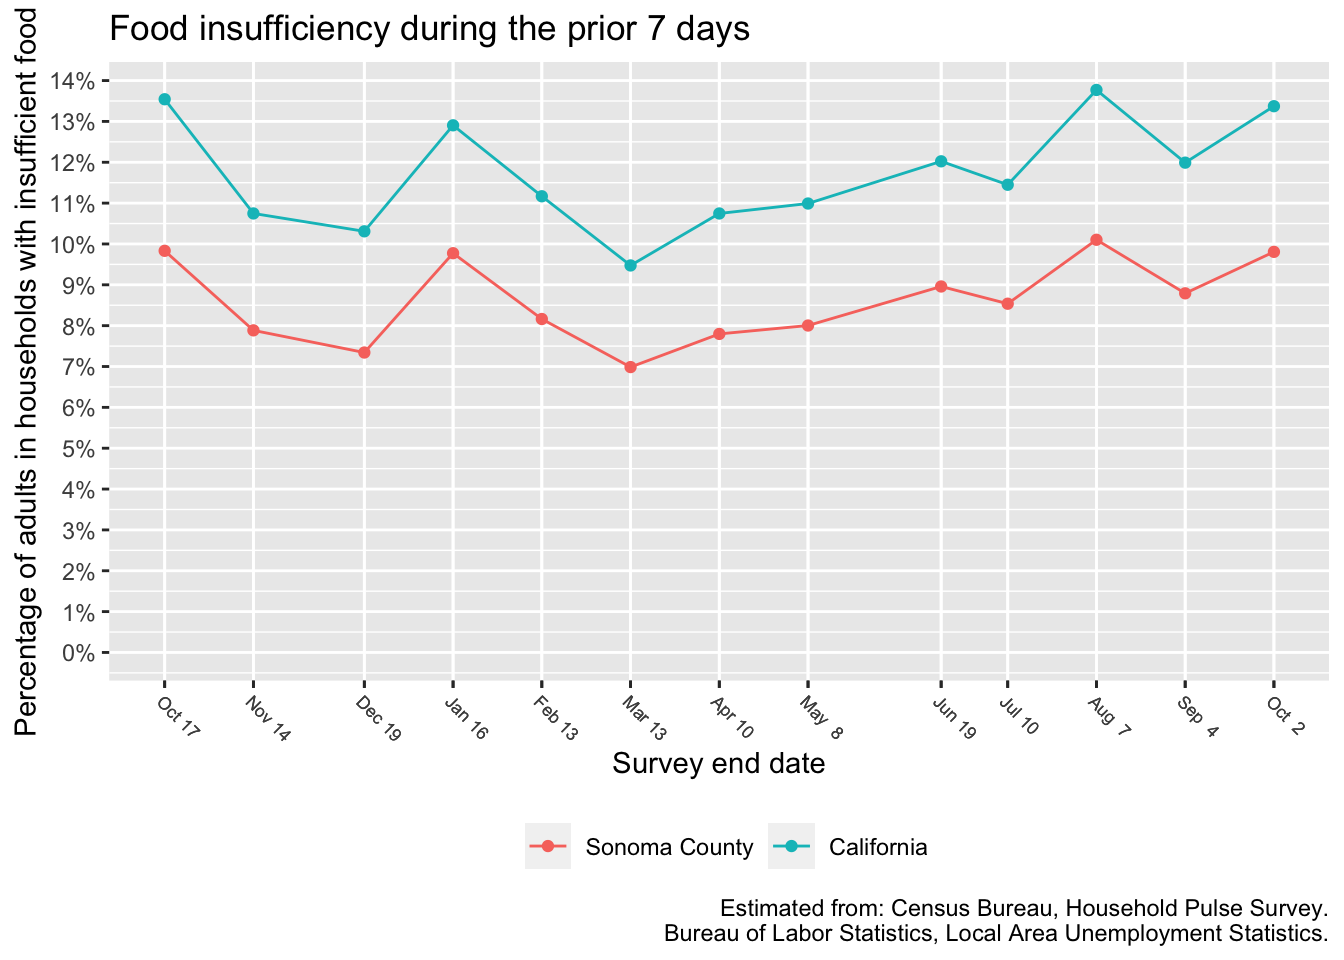 Food insufficiency during the prior 7 days
Percentage of adults in households with insufficient food
14%
13%
12%
11%
10%
9%
8%
7%
6%
5%
4%
3%
2%
1%
0%
Oct 17
Nov 14
Dec 19
Jan 16
Feb 13
Mar 13
Apr 10
May 8
Jun 19
Jul 10
Aug 7
Sep 4
Oct 2
Survey end date
Sonoma County
California
Estimated from: Census Bureau, Household Pulse Survey.
Bureau of Labor Statistics, Local Area Unemployment Statistics.